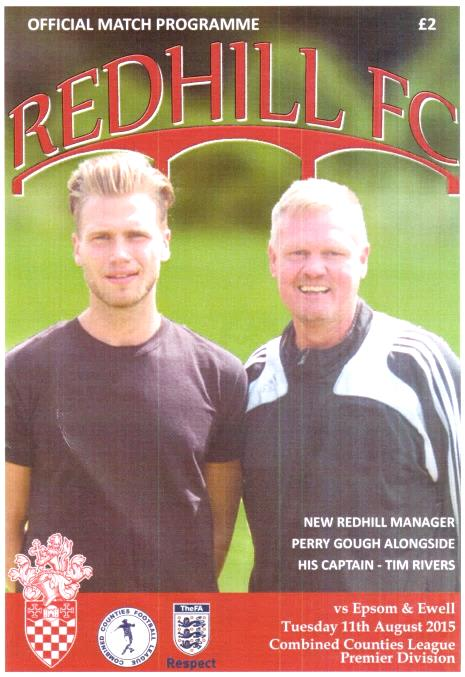 OFFICIAL MATCH PROGRAMME £2
REDHILL FC
NEW REDHILL MANAGER
PERRY GOUGH ALONGSIDE
HIS CAPTAIN - TIM RIVERS
vs Epsom & Ewell
Tuesday 11th August 2015
Combined Counties League
Premier Division
COMBINED COUNTIES FOOTBALL LEAGUE
TheFA
Respect